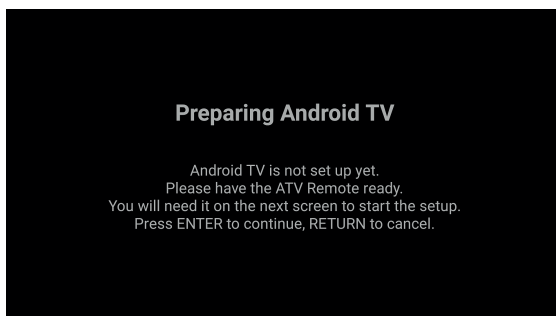 Preparing Android TV
Android TV is not set up yet.
Please have the ATV Remote ready.
You will need it on the next screen to start the setup.
Press ENTER to continue, RETURN to cancel.